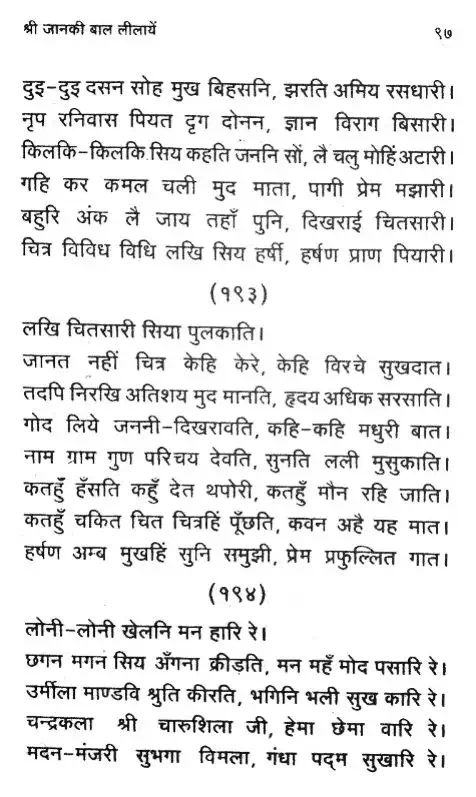 श्री जानकी बाल लीलायें ९७
दुइ-दुइ दसन सोह मुख बिहसनि, झरति अमिय रसधारी।
नृप रनिवास पियत दृग दोनन, ज्ञान विराग बिसारी।
किलकि-किलकि सिय कहति जननि सों, लै चलु मोहिं अटारी।
गहि कर कमल चली मुद माता, पागी प्रेम मझारी।
बहुरि अंक लै जाय तहाँ पुनि, दिखराई चितसारी।
चित्र विविध विधि लखि सिय हर्षी, हर्षण प्राण पियारी।
(१९३)
लखि चितसारी सिया पुलकाति।
जानत नहीं चित्र केहि केरे, केहि विरचे सुखदात।
तदपि निरखि अतिशय मुद मानति, हृदय अधिक सरसाति।
गोद लिये जननी-दिखरावति, कहि-कहि मधुरी बात।
नाम ग्राम गुण परिचय देवति, सुनति लली मुसुकाति।
कतहुँ हँसति कहुँ देत थपोरी, कतहुँ मौन रहि जाति।
कतहुँ चकित चित चित्रहिं पूँछति, कवन अहै यह मात।
हर्षण अम्ब मुखहिं सुनि समुझी, प्रेम प्रफुल्लित गात।
(१९४)
लोनी-लोनी खेलनि मन हारि रे।
छगन मगन सिय अँगना क्रीड़ति, मन महँ मोद पसारि रे।
उर्मीला माण्डवि श्रुति कीरति, भगिनि भली सुख कारि रे।
चन्द्रकला श्री चारुशिला जी, हेमा छेमा वारि रे।
मदन-मंजरी सुभगा विमला, गंधा पद्म सुखारि रे।